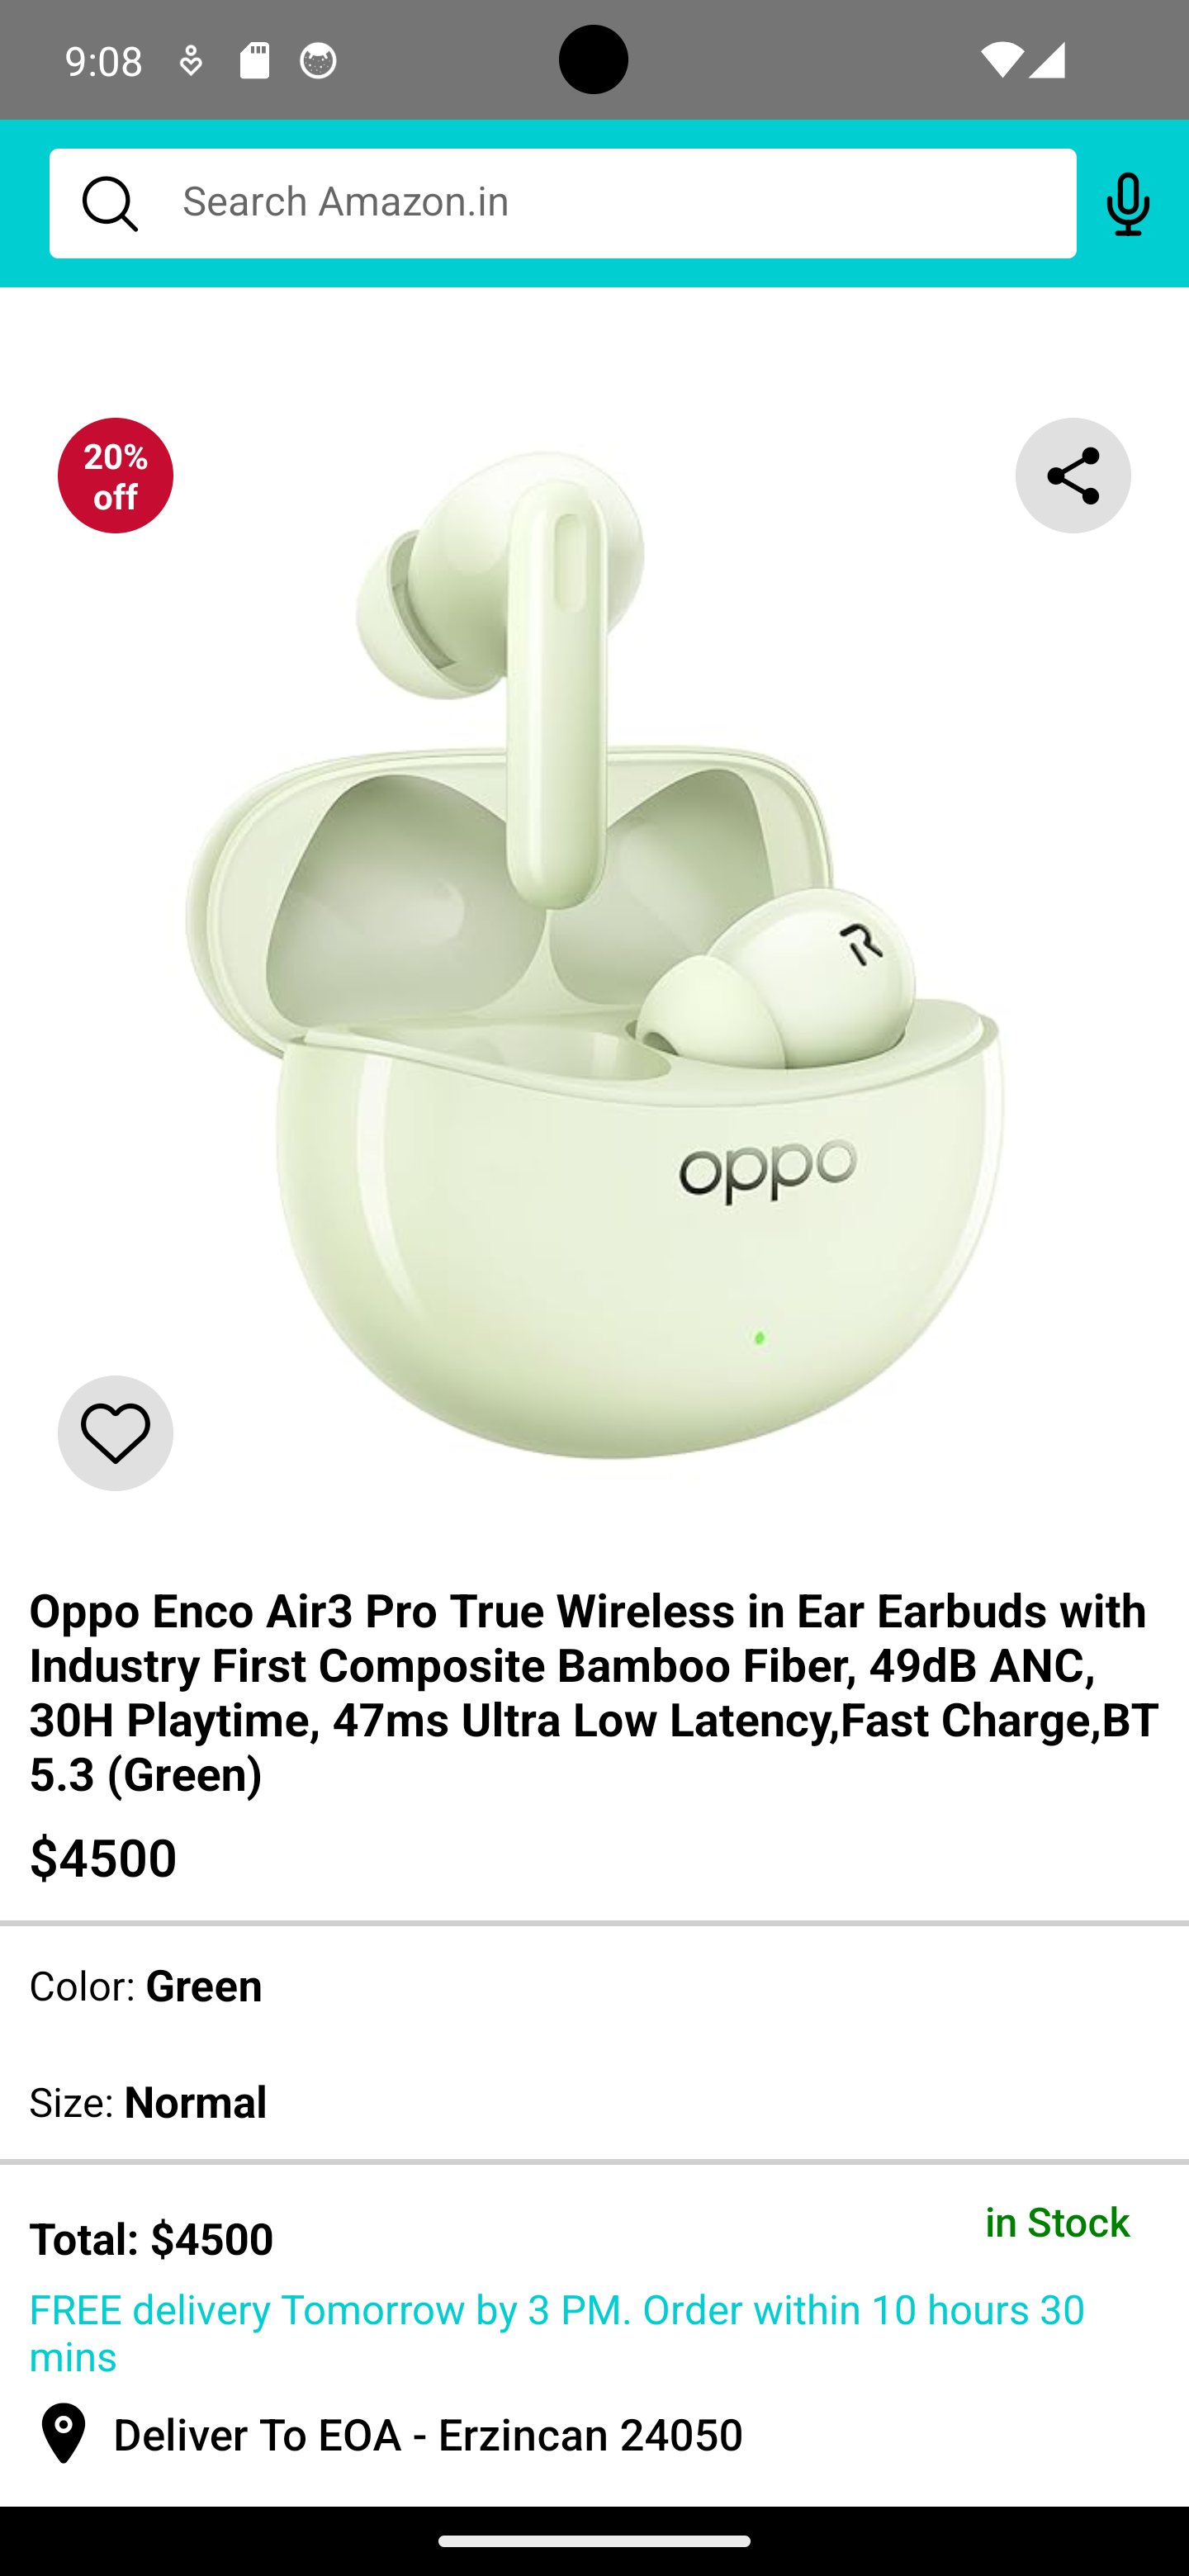 9:08
Search Amazon.in
20%
off
R
oppo
Oppo Enco Air3 Pro True Wireless in Ear Earbuds with
Industry First Composite Bamboo Fiber, 49dB ANC,
30H Playtime, 47ms Ultra Low Latency,Fast Charge,BT
5.3 (Green)
$4500
Color: Green
Size: Normal
in Stock
Total: $4500
FREE delivery Tomorrow by 3 PM. Order within 10 hours 30
mins
Deliver To EOA - Erzincan 24050